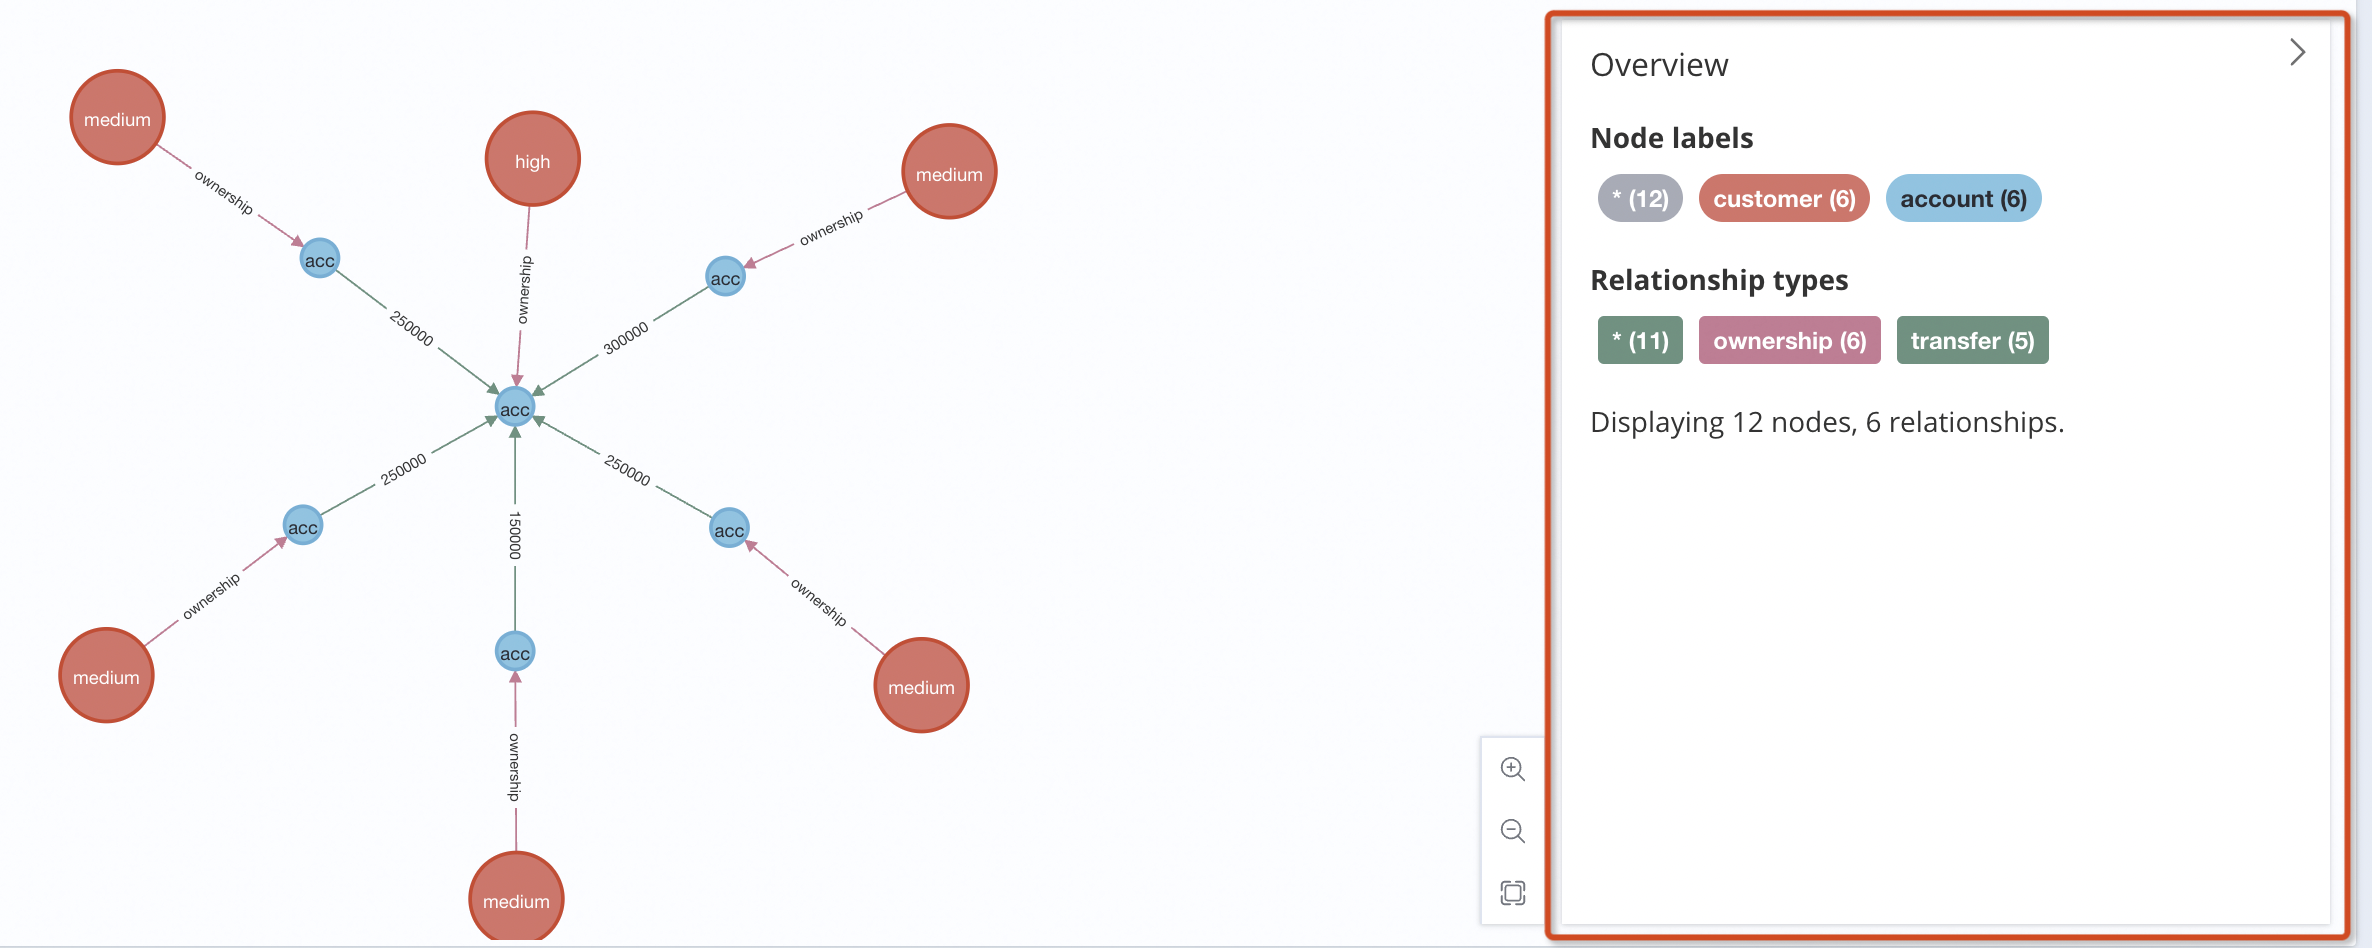 medium
high
medium
ownership
ownership
ownership
acc
acc
250000
300000
acc
250000
250000
150000
acc
acc
ownership
ownership
acc
medium
medium
ownership
medium
Overview
Node labels
* (12) customer (6) account (6)
Relationship types
* (11) ownership (6) transfer (5)
Displaying 12 nodes, 6 relationships.